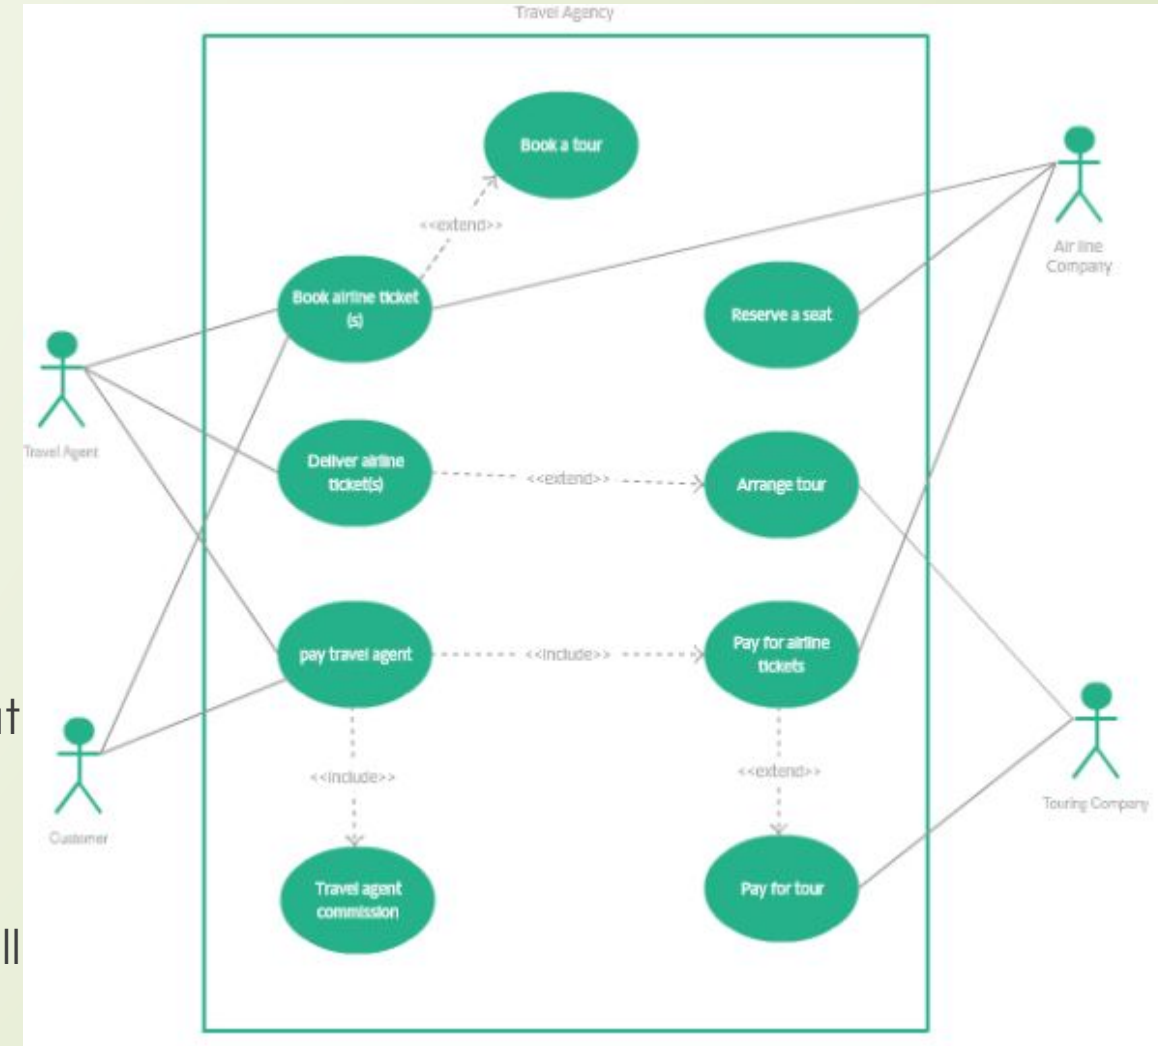 Travel Agency
Book a tour
<<extend>>
Air line
Company
Book airline ticket
(s)
Reserve a seat
Travel Agent
Deliver airline
ticket(s)
<<extend>>
Arrange tour
pay travel agent
<<include>>
Pay for airline
tickets
<<include>>
<<extend>>
Customer
Touring Company
Travel agent
commission
Pay for tour